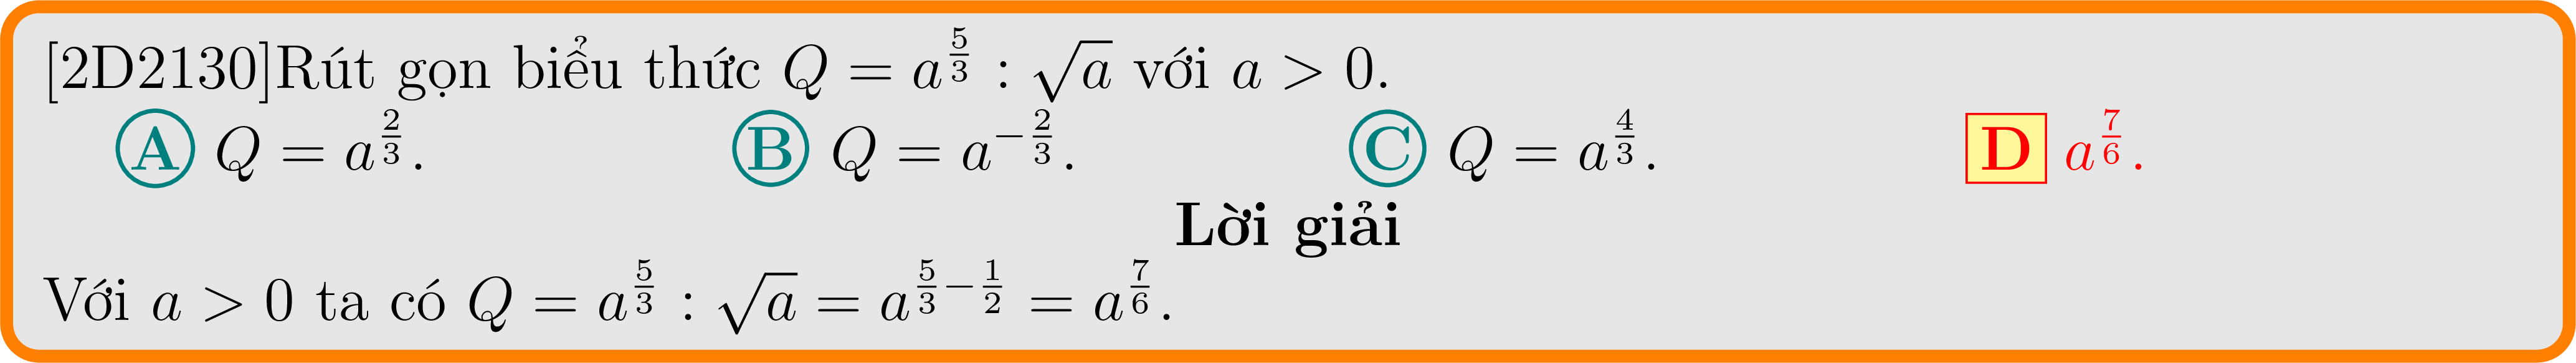 [2D2130]Rút gọn biểu thức $Q = a^{\frac{5}{3}} : \sqrt{a}$ với $a > 0$.
A $Q = a^{\frac{2}{3}}$. B $Q = a^{-\frac{2}{3}}$. C $Q = a^{\frac{4}{3}}$. D $a^{\frac{7}{6}}$.
Lời giải
Với $a > 0$ ta có $Q = a^{\frac{5}{3}} : \sqrt{a} = a^{\frac{5}{3}-\frac{1}{2}} = a^{\frac{7}{6}}$.